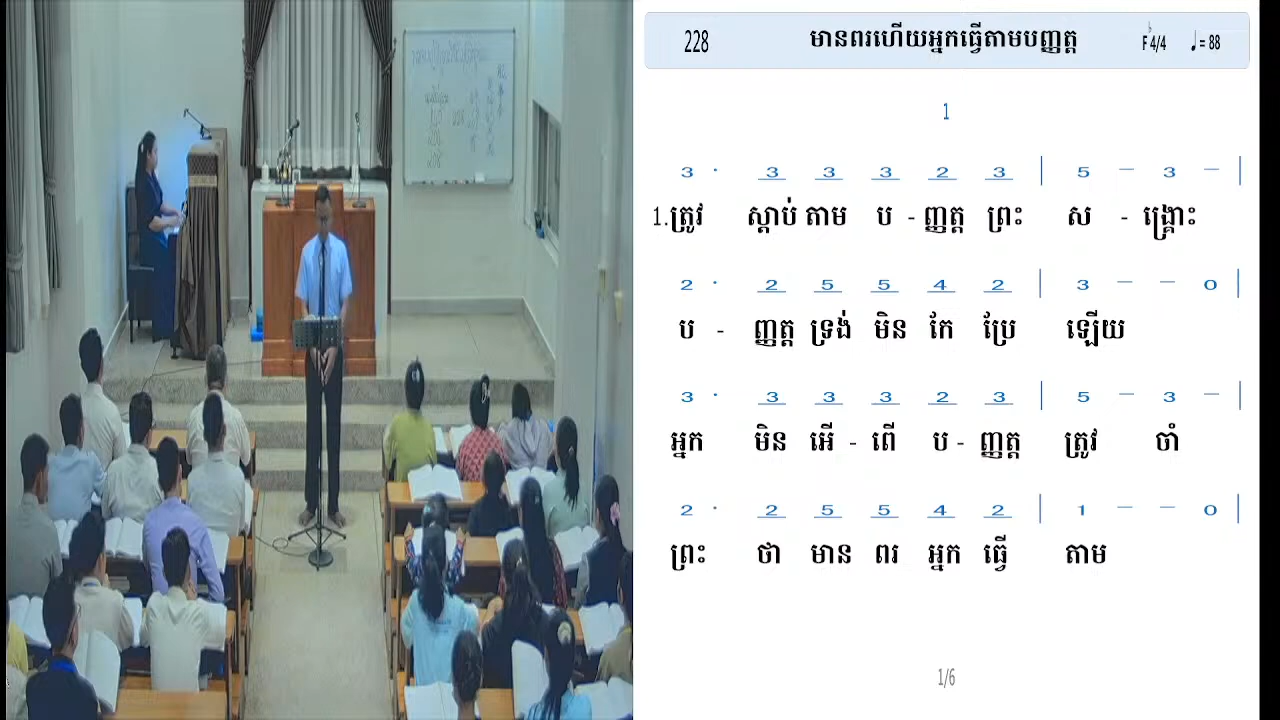 228 មានពរហើយអ្នកធ្វើតាមបញ្ញត្ត F♭ 4/4 ♩ = 88
1
3 · 3 3 3 2 3 | 5 – 3 – |
1.ត្រូវ ស្តាប់ តាម ប - ញ្ញត្ត ព្រះ ស - ង្គ្រោះ
2 · 2 5 5 4 2 | 3 – – 0 |
ប - ញ្ញត្ត ទ្រង់ មិន កែ ប្រែ ឡើយ
3 · 3 3 3 2 3 | 5 – 3 – |
អ្នក មិន អើ - ពើ ប - ញ្ញត្ត ត្រូវ ចាំ
2 · 2 5 5 4 2 | 1 – – 0 |
ព្រះ ថា មាន ពរ អ្នក ធ្វើ តាម
1/6